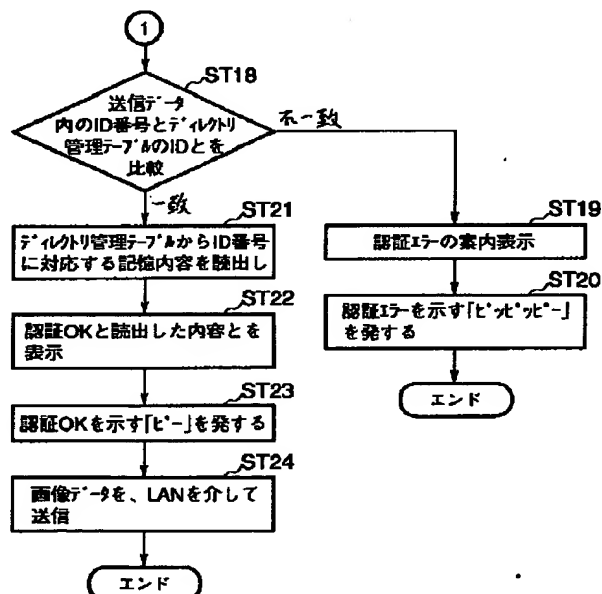 1
ST18
送信データ
内のID番号とディレクトリ
管理テーブルのIDとを
比較
不一致
一致
ST21
ディレクトリ管理テーブルからID番号
に対応する記憶内容を読出し
ST22
認証OKと読出した内容とを
表示
ST23
認証OKを示す「ピー」を発する
ST24
画像データを、LANを介して
送信
エンド
ST19
認証エラーの案内表示
ST20
認証エラーを示す「ピッピッピー」
を発する
エンド